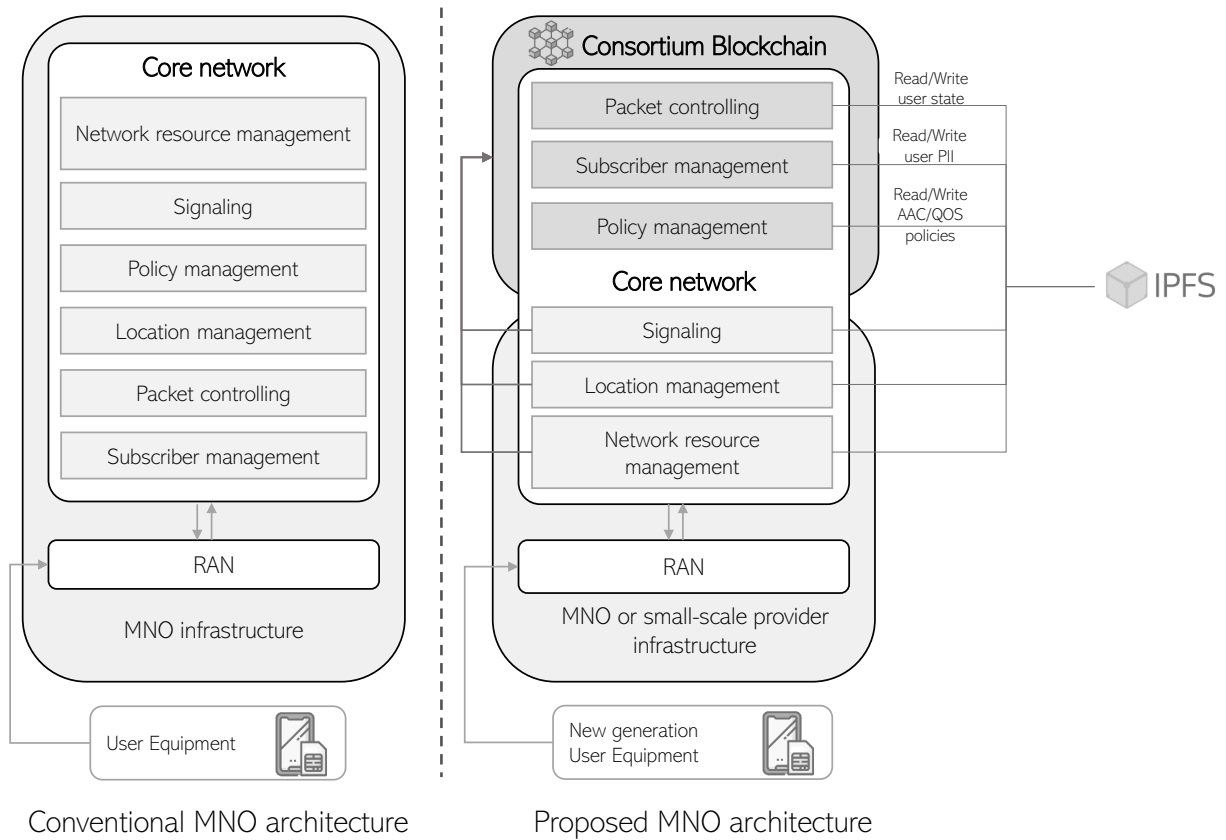 Core network
Network resource management
Signaling
Policy management
Location management
Packet controlling
Subscriber management
RAN
MNO infrastructure
User Equipment
Conventional MNO architecture
Consortium Blockchain
Packet controlling
Subscriber management
Policy management
Core network
Signaling
Location management
Network resource
management
RAN
MNO or small-scale provider
infrastructure
New generation
User Equipment
Proposed MNO architecture
Read/Write
user state
Read/Write
user PII
Read/Write
AAC/QOS
policies
IPFS